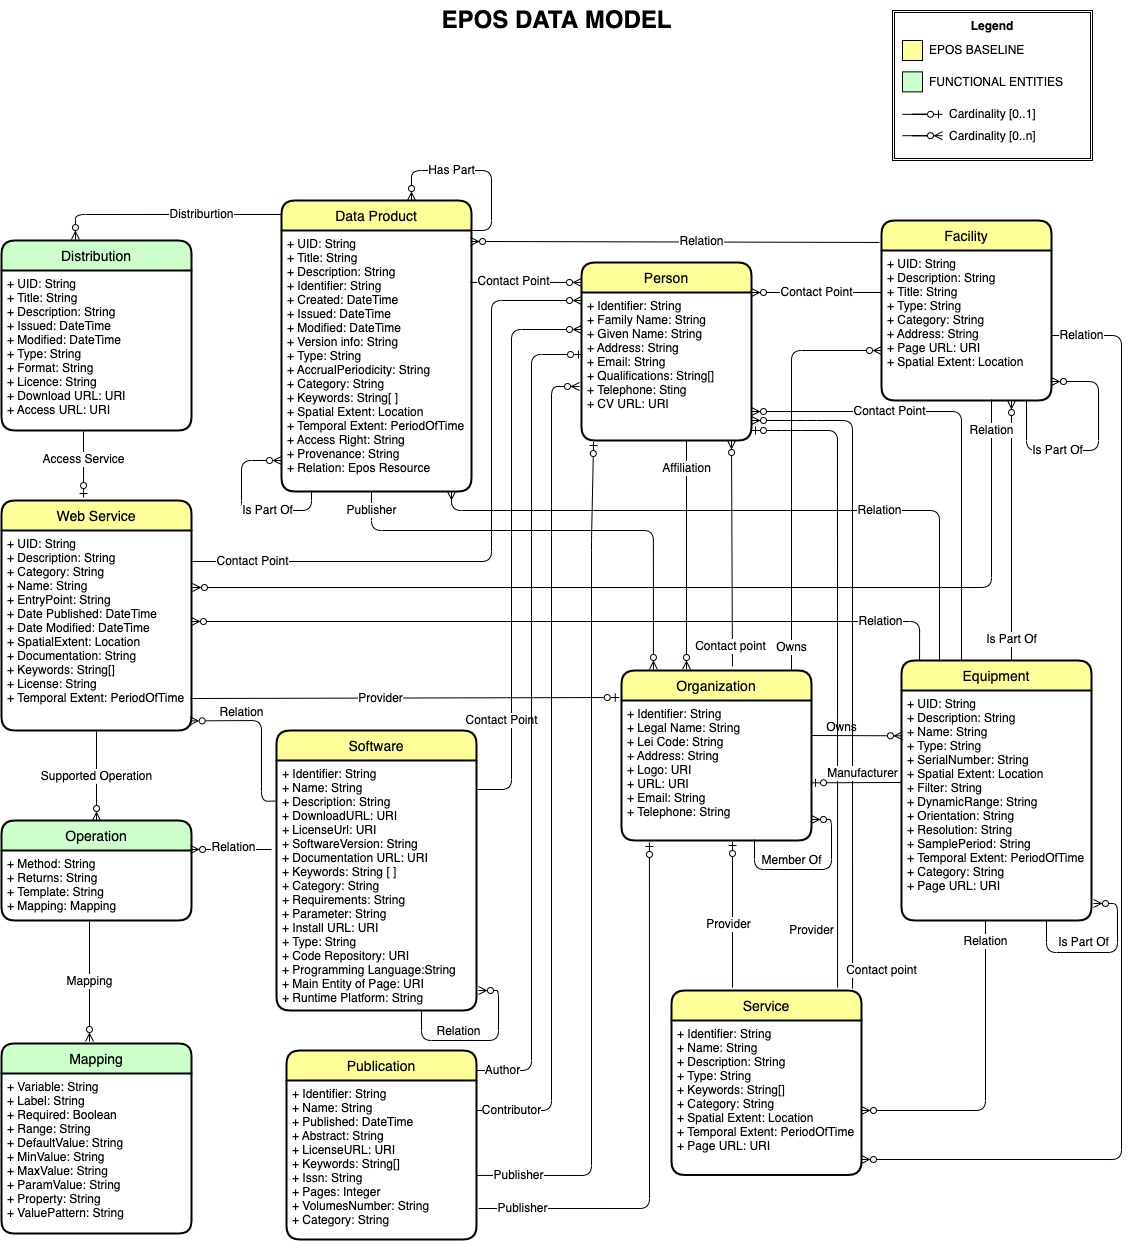 EPOS DATA MODEL
Legend
EPOS BASELINE
FUNCTIONAL ENTITIES
Cardinality [0..1]
Cardinality [0..n]
Has Part
Distriburtion
Data Product
+ UID: String
+ Title: String
+ Description: String
+ Identifier: String
+ Created: DateTime
+ Issued: DateTime
+ Modified: DateTime
+ Version info: String
+ Type: String
+ AccrualPeriodicity: String
+ Category: String
+ Keywords: String[ ]
+ Spatial Extent: Location
+ Temporal Extent: PeriodOfTime
+ Access Right: String
+ Provenance: String
+ Relation: Epos Resource
Distribution
+ UID: String
+ Title: String
+ Description: String
+ Issued: DateTime
+ Modified: DateTime
+ Type: String
+ Format: String
+ Licence: String
+ Download URL: URI
+ Access URL: URI
Relation
Contact Point
Person
+ Identifier: String
+ Family Name: String
+ Given Name: String
+ Address: String
+ Email: String
+ Qualifications: String[]
+ Telephone: Sting
+ CV URL: URI
Contact Point
Facility
+ UID: String
+ Description: String
+ Title: String
+ Type: String
+ Category: String
+ Address: String
+ Page URL: URI
+ Spatial Extent: Location
Relation
Contact Point
Relation
Is Part Of
Access Service
Affiliation
Is Part Of
Publisher
Relation
Web Service
+ UID: String
+ Description: String
+ Category: String
+ Name: String
+ EntryPoint: String
+ Date Published: DateTime
+ Date Modified: DateTime
+ SpatialExtent: Location
+ Documentation: String
+ Keywords: String[]
+ License: String
+ Temporal Extent: PeriodOfTime
Contact Point
Relation
Is Part Of
Contact point
Owns
Provider
Relation
Contact Point
Organization
+ Identifier: String
+ Legal Name: String
+ Lei Code: String
+ Address: String
+ Logo: URI
+ URL: URI
+ Email: String
+ Telephone: String
Owns
Manufacturer
Member Of
Equipment
+ UID: String
+ Description: String
+ Name: String
+ Type: String
+ SerialNumber: String
+ Spatial Extent: Location
+ Filter: String
+ DynamicRange: String
+ Orientation: String
+ Resolution: String
+ SamplePeriod: String
+ Temporal Extent: PeriodOfTime
+ Category: String
+ Page URL: URI
Is Part Of
Relation
Supported Operation
Software
+ Identifier: String
+ Name: String
+ Description: String
+ DownloadURL: URI
+ LicenseUrl: URI
+ SoftwareVersion: String
+ Documentation URL: URI
+ Keywords: String [ ]
+ Category: String
+ Requirements: String
+ Parameter: String
+ Install URL: URI
+ Type: String
+ Code Repository: URI
+ Programming Language:String
+ Main Entity of Page: URI
+ Runtime Platform: String
Relation
Operation
+ Method: String
+ Returns: String
+ Template: String
+ Mapping: Mapping
Relation
Mapping
Provider
Provider
Contact point
Service
+ Identifier: String
+ Name: String
+ Description: String
+ Type: String
+ Keywords: String[]
+ Category: String
+ Spatial Extent: Location
+ Temporal Extent: PeriodOfTime
+ Page URL: URI
Mapping
+ Variable: String
+ Label: String
+ Required: Boolean
+ Range: String
+ DefaultValue: String
+ MinValue: String
+ MaxValue: String
+ ParamValue: String
+ Property: String
+ ValuePattern: String
Publication
+ Identifier: String
+ Name: String
+ Published: DateTime
+ Abstract: String
+ LicenseURL: URI
+ Keywords: String[]
+ Issn: String
+ Pages: Integer
+ VolumesNumber: String
+ Category: String
Author
Contributor
Publisher
Publisher